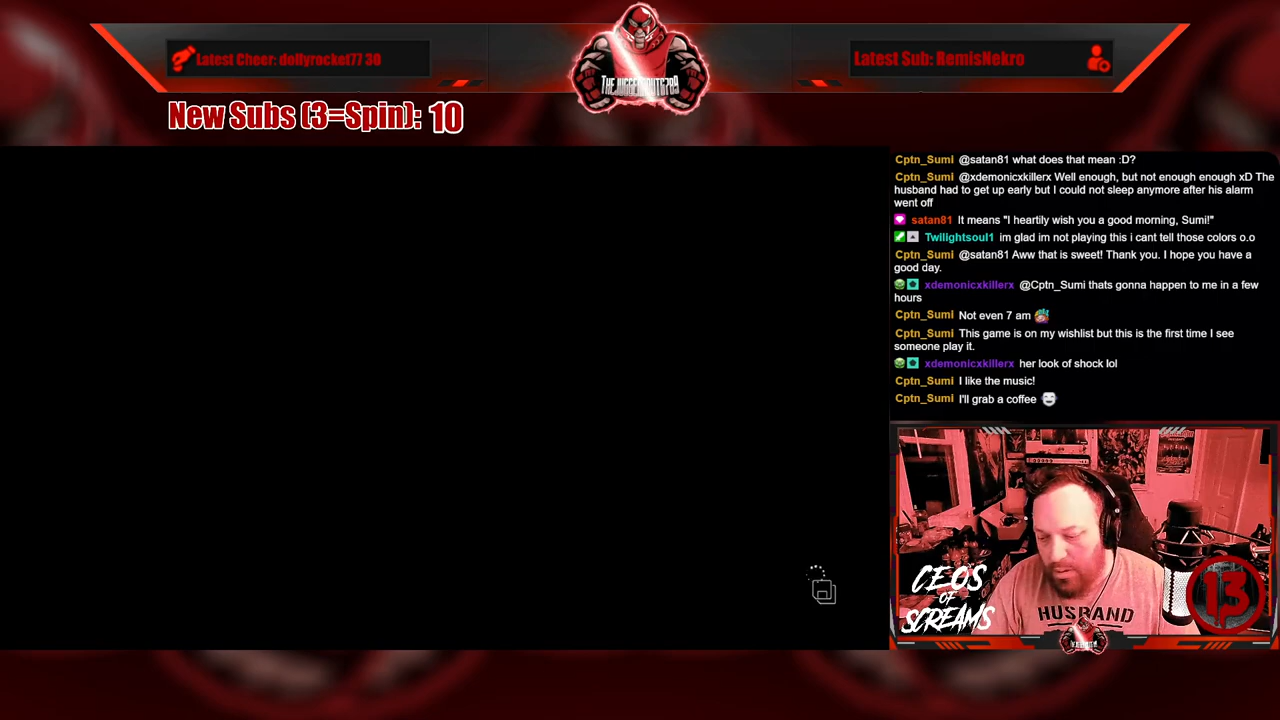 Latest Cheer: dollyrocket77 30
Latest Sub: RemisNekro
New Subs (3=Spin): 10
Cptn_Sumi @satan81 what does that mean :D?
Cptn_Sumi @xdemonicxkillerx Well enough, but not enough enough xD The
husband had to get up early but I could not sleep anymore after his alarm
went off
satan81 It means "I heartily wish you a good morning, Sumi!"
Twilightsoul1 im glad im not playing this i cant tell those colors o.o
Cptn_Sumi @satan81 Aww that is sweet! Thank you. I hope you have a
good day.
xdemonicxkillerx @Cptn_Sumi thats gonna happen to me in a few
hours
Cptn_Sumi Not even 7 am
Cptn_Sumi This game is on my wishlist but this is the first time I see
someone play it.
xdemonicxkillerx her look of shock lol
Cptn_Sumi I like the music!
Cptn_Sumi I'll grab a coffee
CEOS
OF
SCREAMS
HUSBAND
13